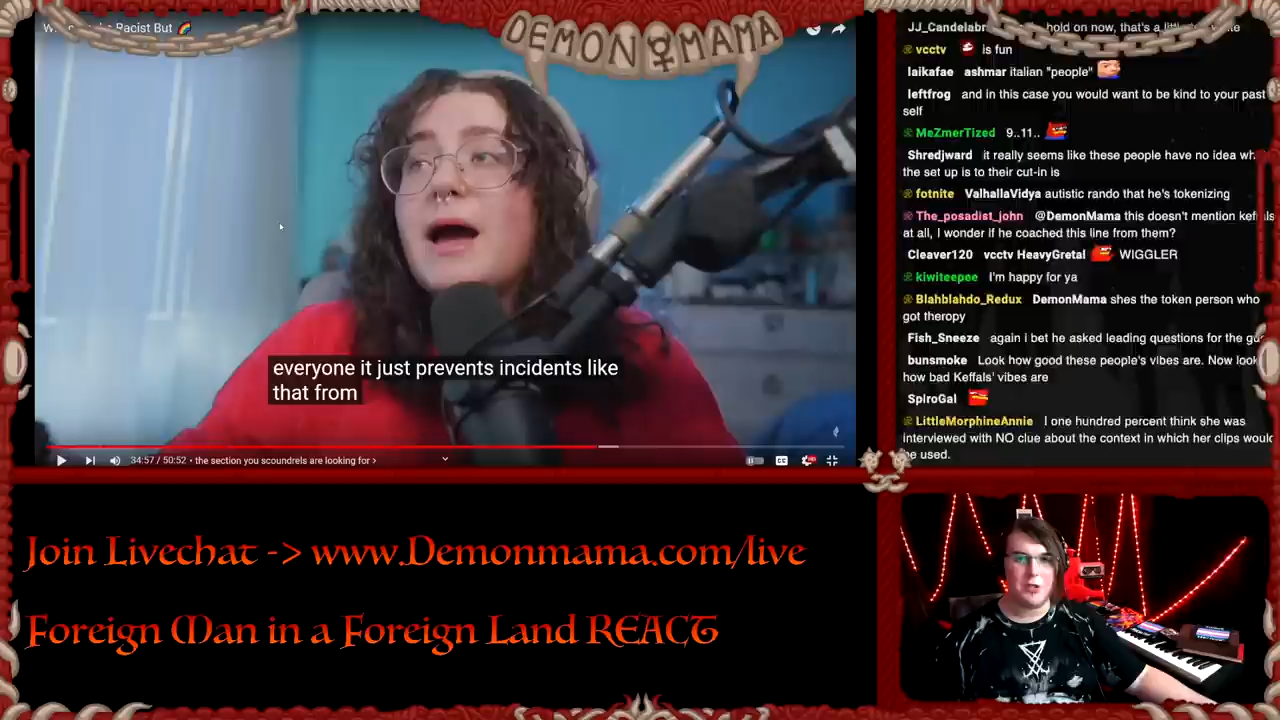 Racist But
DEMON MAMA
JJ_Candelabr hold on now, that's a
vcctv is fun
laikafae ashmar italian "people"
leftfrog and in this case you would want to be kind to your past
self
MeZmerTized 9..11..
Shredjward it really seems like these people have no idea wh
the set up is to their cut-in is
fotnite ValhallaVidya autistic rando that he's tokenizing
The_posadist_john @DemonMama this doesn't mention kefals
at all, I wonder if he coached this line from them?
Cleaver120 vcctv HeavyGretal WIGGLER
kiwiteepee I'm happy for ya
Blahblahdo_Redux DemonMama shes the token person who
got theropy
Fish_Sneeze again i bet he asked leading questions for the
bunsmoke Look how good these people's vibes are. Now look
how bad Keffals' vibes are
SpiroGal
LittleMorphineAnnie I one hundred percent think she was
interviewed with NO clue about the context in which her clips would
be used.
everyone it just prevents incidents like
that from
34:57 / 50:52 • the section you scoundrels are looking for >
CC
HD
Join Livechat -> www.Demonmama.com/live
Foreign Man in a Foreign Land REACT